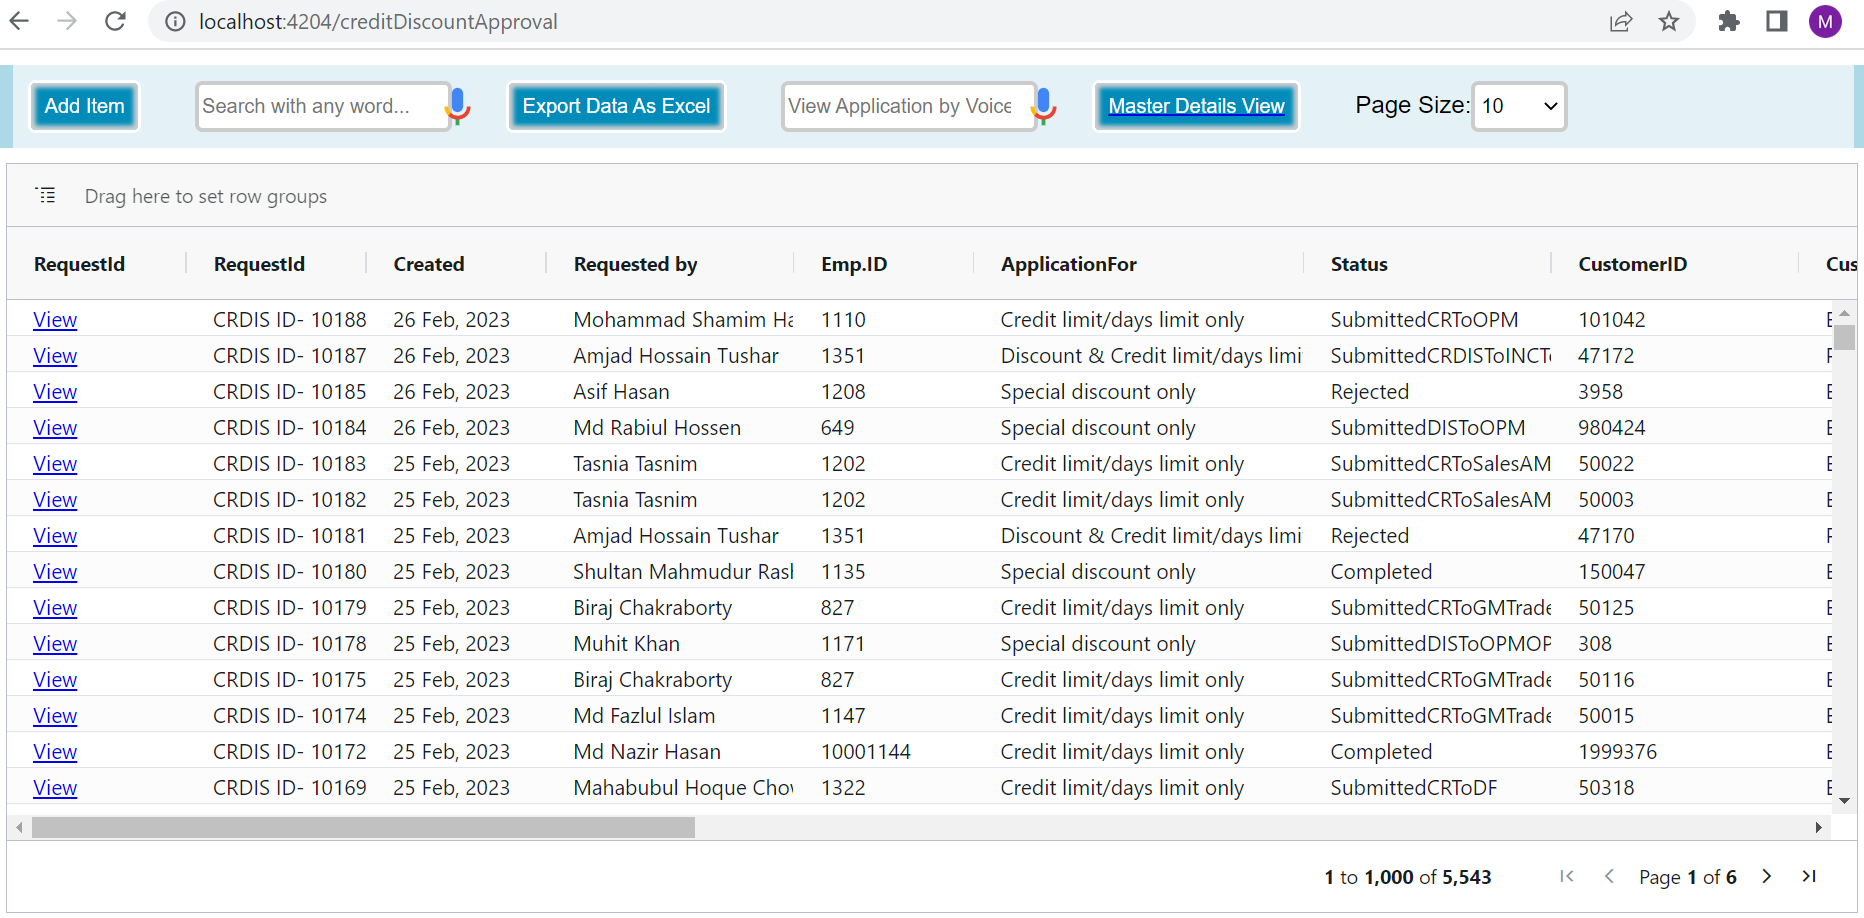 localhost:4204/creditDiscountApproval M
Add Item Search with any word... Export Data As Excel View Application by Voice Master Details View Page Size: 10
Drag here to set row groups
RequestId RequestId Created Requested by Emp.ID ApplicationFor Status CustomerID Cus
View CRDIS ID- 10188 26 Feb, 2023 Mohammad Shamim Ha 1110 Credit limit/days limit only SubmittedCRToOPM 101042
View CRDIS ID- 10187 26 Feb, 2023 Amjad Hossain Tushar 1351 Discount & Credit limit/days limi SubmittedCRDISToINCT 47172
View CRDIS ID- 10185 26 Feb, 2023 Asif Hasan 1208 Special discount only Rejected 3958
View CRDIS ID- 10184 26 Feb, 2023 Md Rabiul Hossen 649 Special discount only SubmittedDISToOPM 980424
View CRDIS ID- 10183 25 Feb, 2023 Tasnia Tasnim 1202 Credit limit/days limit only SubmittedCRToSalesAM 50022
View CRDIS ID- 10182 25 Feb, 2023 Tasnia Tasnim 1202 Credit limit/days limit only SubmittedCRToSalesAM 50003
View CRDIS ID- 10181 25 Feb, 2023 Amjad Hossain Tushar 1351 Discount & Credit limit/days limi Rejected 47170
View CRDIS ID- 10180 25 Feb, 2023 Shultan Mahmudur Rash 1135 Special discount only Completed 150047
View CRDIS ID- 10179 25 Feb, 2023 Biraj Chakraborty 827 Credit limit/days limit only SubmittedCRToGMTrade 50125
View CRDIS ID- 10178 25 Feb, 2023 Muhit Khan 1171 Special discount only SubmittedDISToOPMOP 308
View CRDIS ID- 10175 25 Feb, 2023 Biraj Chakraborty 827 Credit limit/days limit only SubmittedCRToGMTrade 50116
View CRDIS ID- 10174 25 Feb, 2023 Md Fazlul Islam 1147 Credit limit/days limit only SubmittedCRToGMTrade 50015
View CRDIS ID- 10172 25 Feb, 2023 Md Nazir Hasan 10001144 Credit limit/days limit only Completed 1999376
View CRDIS ID- 10169 25 Feb, 2023 Mahabubul Hoque Chow 1322 Credit limit/days limit only SubmittedCRToDF 50318
1 to 1,000 of 5,543 Page 1 of 6